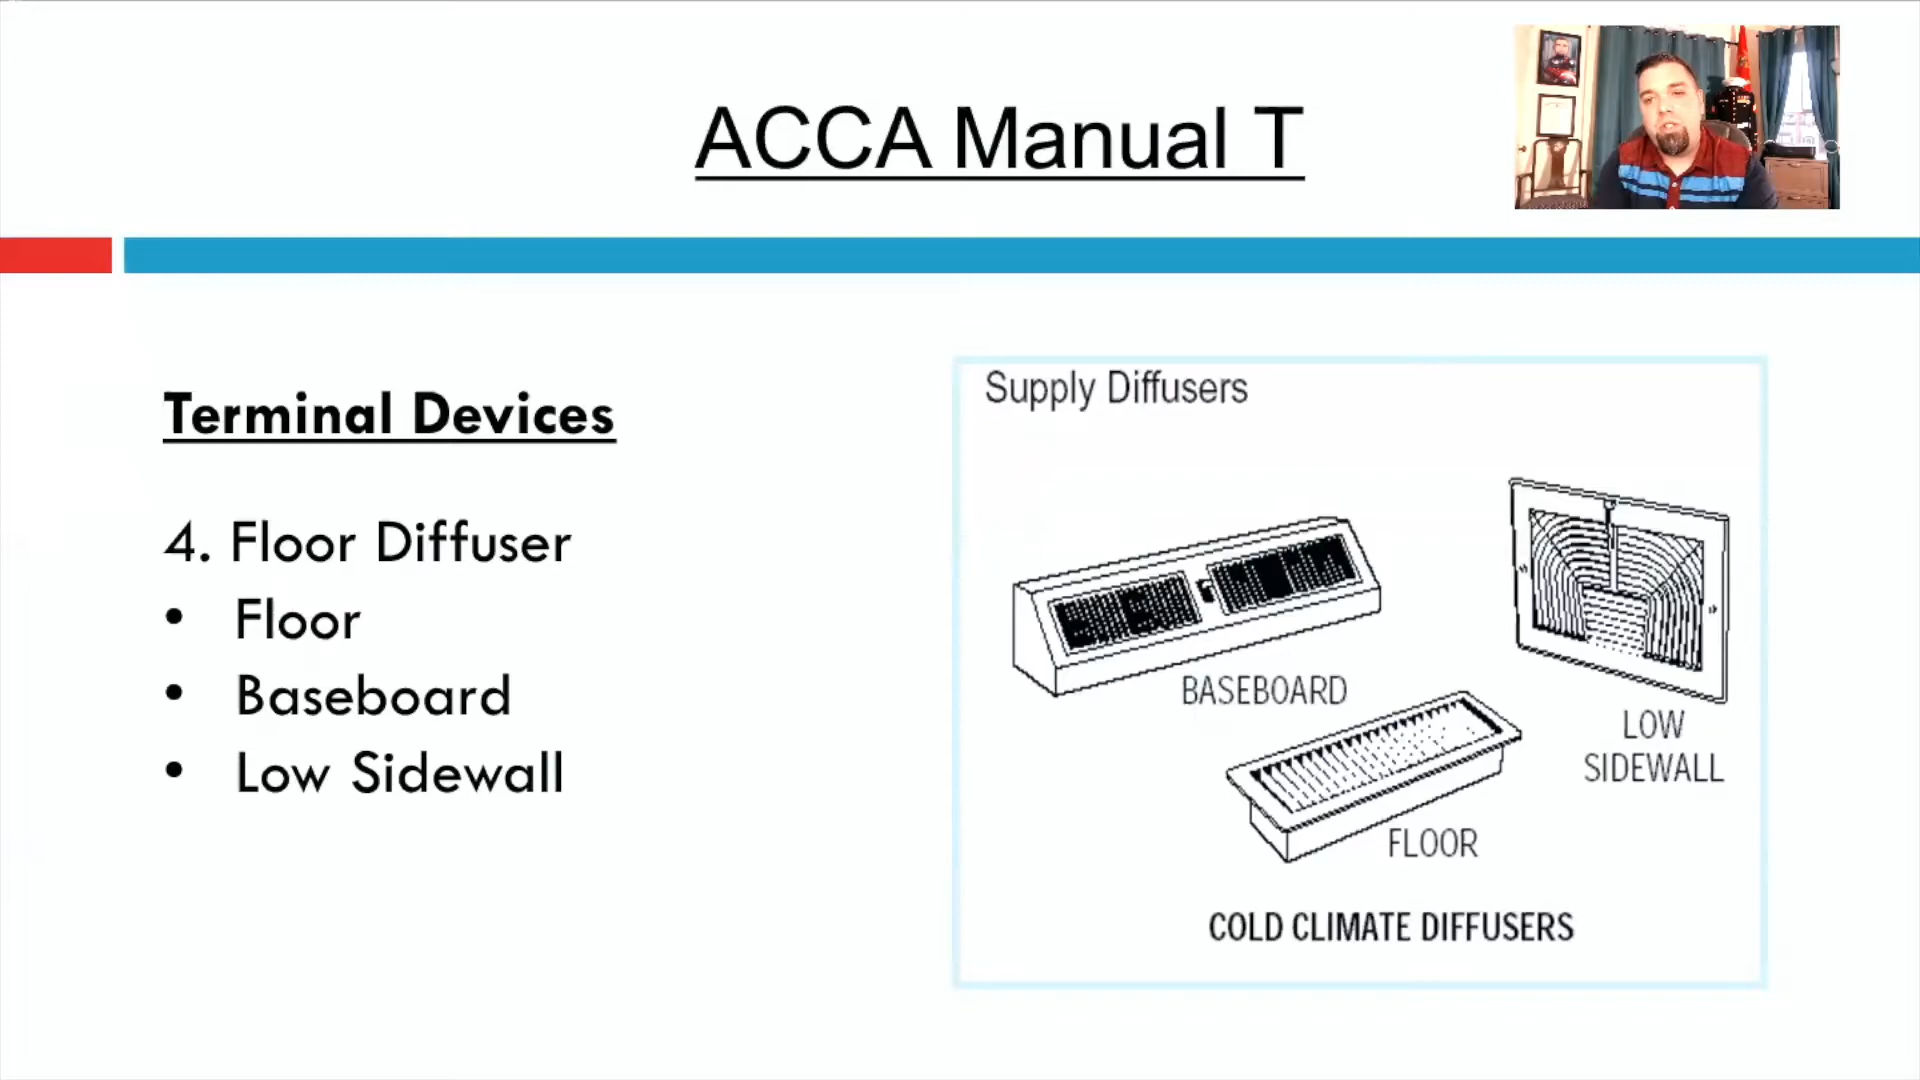 ACCA Manual T
Terminal Devices
4. Floor Diffuser
• Floor
• Baseboard
• Low Sidewall
Supply Diffusers
BASEBOARD
LOW
SIDEWALL
FLOOR
COLD CLIMATE DIFFUSERS